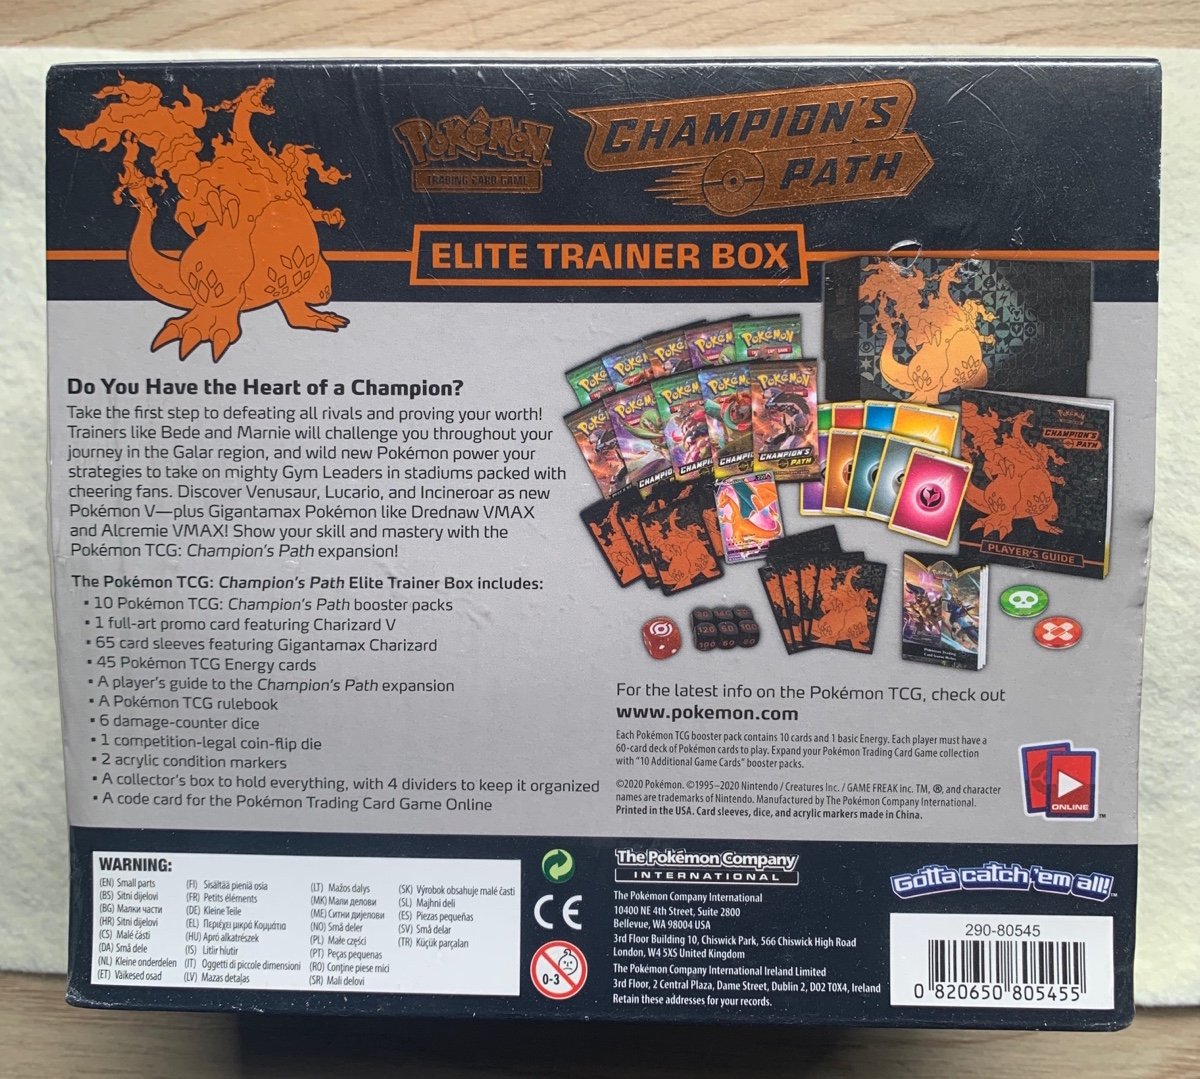 POKÉMON
TRADING CARD GAME
CHAMPION'S
PATH
ELITE TRAINER BOX
Do You Have the Heart of a Champion?
Take the first step to defeating all rivals and proving your worth!
Trainers like Bede and Marnie will challenge you throughout your
journey in the Galar region, and wild new Pokémon power your
strategies to take on mighty Gym Leaders in stadiums packed with
cheering fans. Discover Venusaur, Lucario, and Incineroar as new
Pokémon V—plus Gigantamax Pokémon like Drednaw VMAX
and Alcremie VMAX! Show your skill and mastery with the
Pokémon TCG: Champion's Path expansion!
The Pokémon TCG: Champion's Path Elite Trainer Box includes:
• 10 Pokémon TCG: Champion's Path booster packs
• 1 full-art promo card featuring Charizard V
• 65 card sleeves featuring Gigantamax Charizard
• 45 Pokémon TCG Energy cards
• A player's guide to the Champion's Path expansion
• A Pokémon TCG rulebook
• 6 damage-counter dice
• 1 competition-legal coin-flip die
• 2 acrylic condition markers
• A collector's box to hold everything, with 4 dividers to keep it organized
• A code card for the Pokémon Trading Card Game Online
POKÉMON
CHAMPION'S
PATH
PLAYER'S GUIDE
For the latest info on the Pokémon TCG, check out
www.pokemon.com
Each Pokémon TCG booster pack contains 10 cards and 1 basic Energy. Each player must have a
60-card deck of Pokémon cards to play. Expand your Pokémon Trading Card Game collection
with "10 Additional Game Cards" booster packs.
©2020 Pokémon. ©1995–2020 Nintendo / Creatures Inc. / GAME FREAK inc. TM, ®, and character
names are trademarks of Nintendo. Manufactured by The Pokémon Company International.
Printed in the USA. Card sleeves, dice, and acrylic markers made in China.
ONLINE
WARNING:
(EN) Small parts
(BS) Sitni dijelovi
(BG) Малки части
(HR) Sitni dijelovi
(CS) Malé části
(DA) Små dele
(NL) Kleine onderdelen
(ET) Väikesed osad
(FI) Sisältää pieniä osia
(FR) Petits éléments
(DE) Kleine Teile
(EL) Περιέχει μικρά Κομμάτια
(HU) Apró alkatrészek
(IS) Litlir hlutir
(IT) Oggetti di piccole dimensioni
(LV) Mazas detaļas
(LT) Mažos dalys
(MK) Мали делови
(ME) Ситни дијелови
(NO) Små deler
(PL) Małe części
(PT) Peças pequenas
(RO) Conține piese mici
(SR) Mali delovi
(SK) Výrobok obsahuje malé časti
(SL) Majhni deli
(ES) Piezas pequeñas
(SV) Små delar
(TR) Küçük parçalan
CE
0-3
The Pokémon Company
INTERNATIONAL
The Pokémon Company International
10400 NE 4th Street, Suite 2800
Bellevue, WA 98004 USA
3rd Floor Building 10, Chiswick Park, 566 Chiswick High Road
London, W4 5XS United Kingdom
The Pokémon Company International Ireland Limited
3rd Floor, 2 Central Plaza, Dame Street, Dublin 2, D02 T0X4, Ireland
Retain these addresses for your records.
Gotta catch 'em all!
290-80545
0 820650 805455